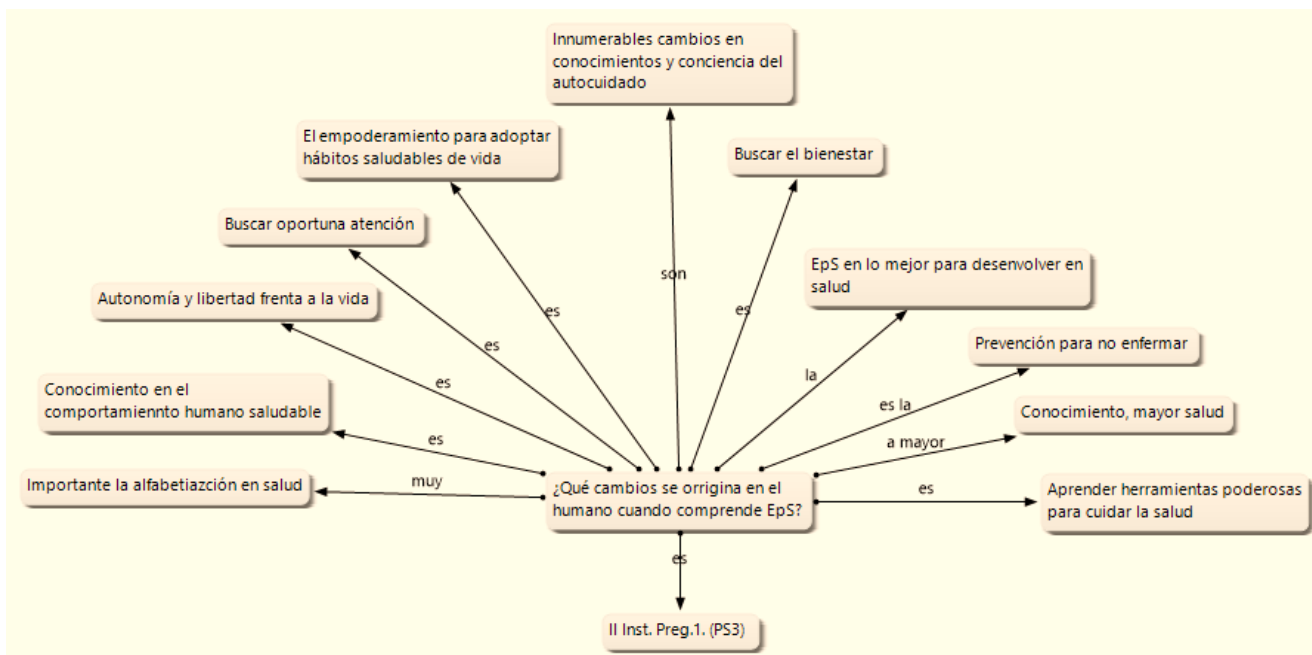 Innumerables cambios en
conocimientos y conciencia del
autocuidado
El empoderamiento para adoptar
hábitos saludables de vida
Buscar el bienestar
Buscar oportuna atención
EpS en lo mejor para desenvolver en
salud
Autonomía y libertad frenta a la vida
Prevención para no enfermar
Conocimiento en el
comportamiennto humano saludable
Conocimiento, mayor salud
Importante la alfabetiazción en salud
¿Qué cambios se orrigina en el
humano cuando comprende EpS?
Aprender herramientas poderosas
para cuidar la salud
II Inst. Preg.1. (PS3)
son
es
es
es
la
es
es la
es
a mayor
muy
es
es